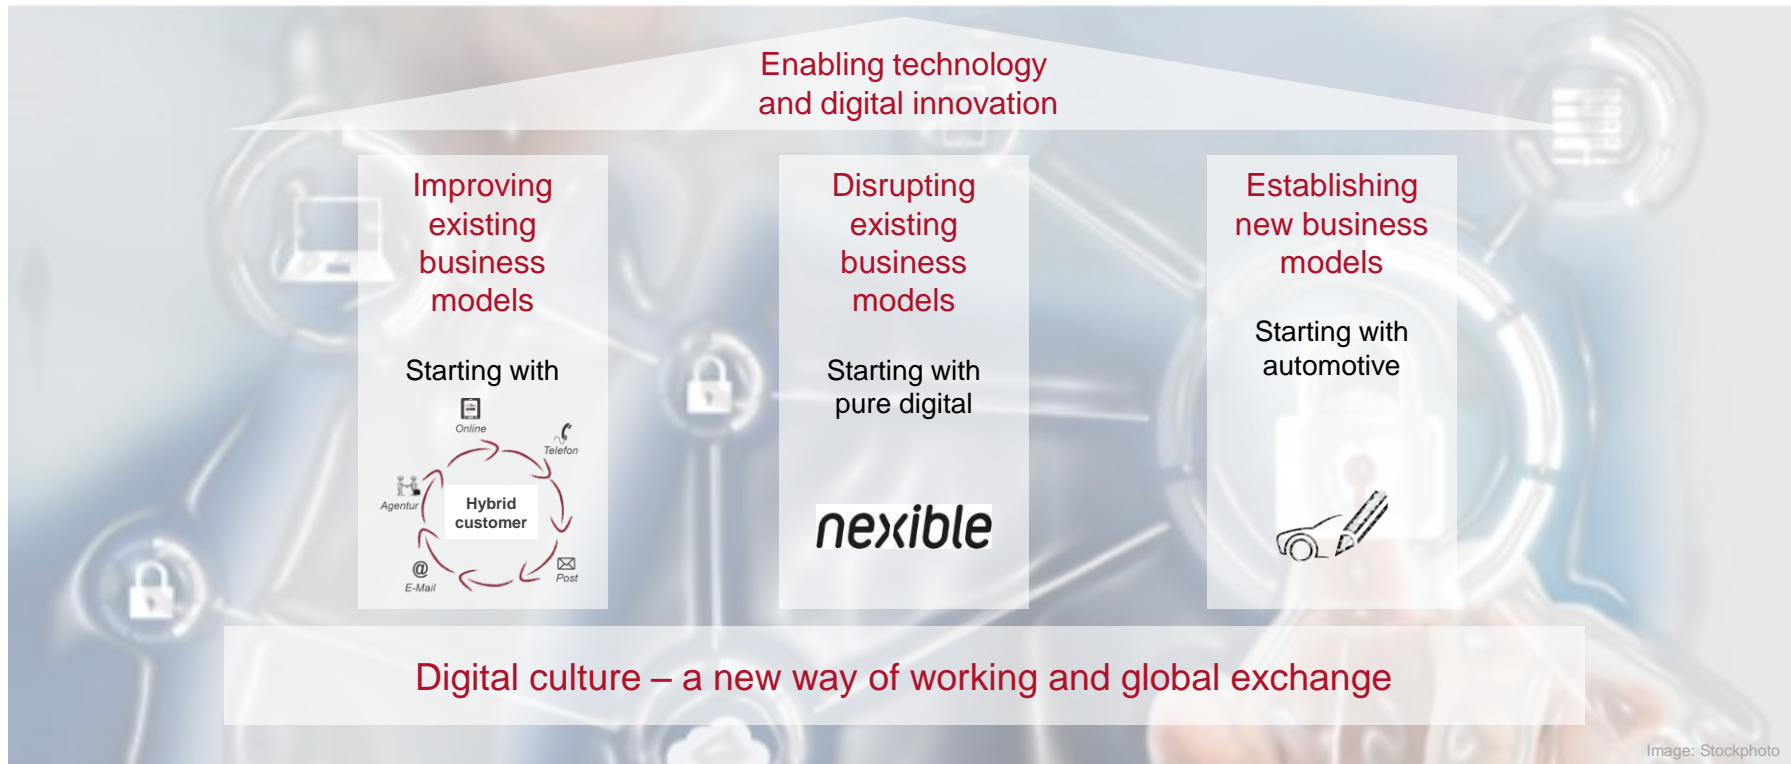 Enabling technology
and digital innovation
Improving
existing
business
models
Starting with
Online
Telefon
Agentur
Hybrid
customer
@
E-Mail
Post
Disrupting
existing
business
models
Starting with
pure digital
nexible
Establishing
new business
models
Starting with
automotive
Digital culture – a new way of working and global exchange
Image: Stockphoto